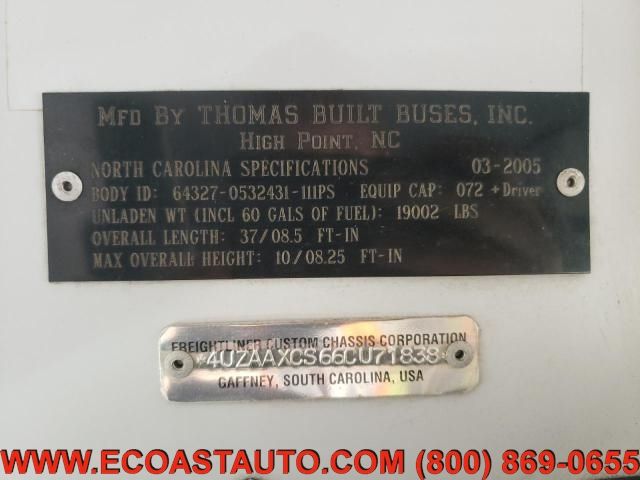 MFD BY THOMAS BUILT BUSES, INC.
HIGH POINT, NC
NORTH CAROLINA SPECIFICATIONS 03-2005
BODY ID: 64327-0532431-111PS EQUIP CAP: 072 +Driver
UNLADEN WT (INCL 60 GALS OF FUEL): 19002 LBS
OVERALL LENGTH: 37/08.5 FT-IN
MAX OVERALL HEIGHT: 10/08.25 FT-IN
FREIGHTLINER CUSTOM CHASSIS CORPORATION
*4UZAAXCS66CU71838*
GAFFNEY, SOUTH CAROLINA, USA
WWW.ECOASTAUTO.COM (800) 869-0655